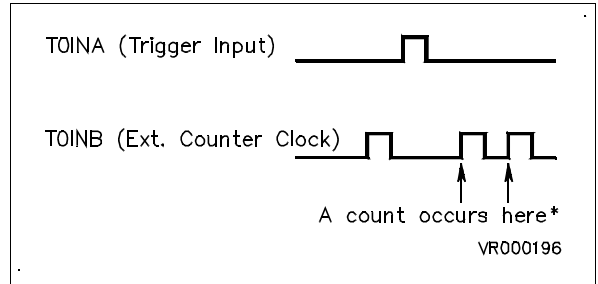 T0INA (Trigger Input)
T0INB (Ext. Counter Clock)
A count occurs here*
VR000196